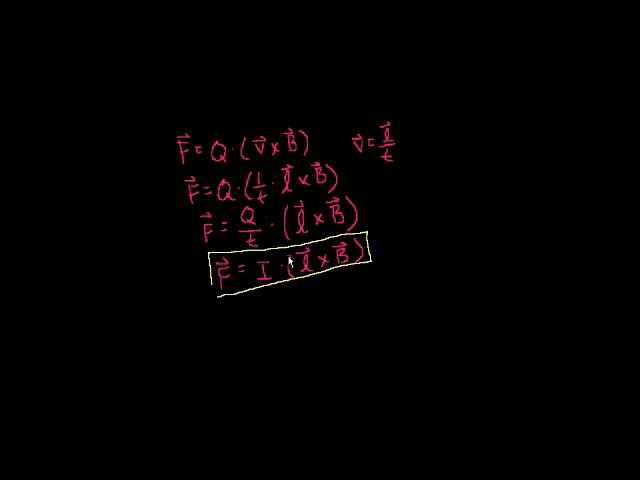 F⃗ = Q · (v⃗ × B⃗)  v⃗ = l⃗/t
F⃗ = Q · (1/t · l⃗ × B⃗)
F⃗ = Q/t · (l⃗ × B⃗)
F⃗ = I · (l⃗ × B⃗)